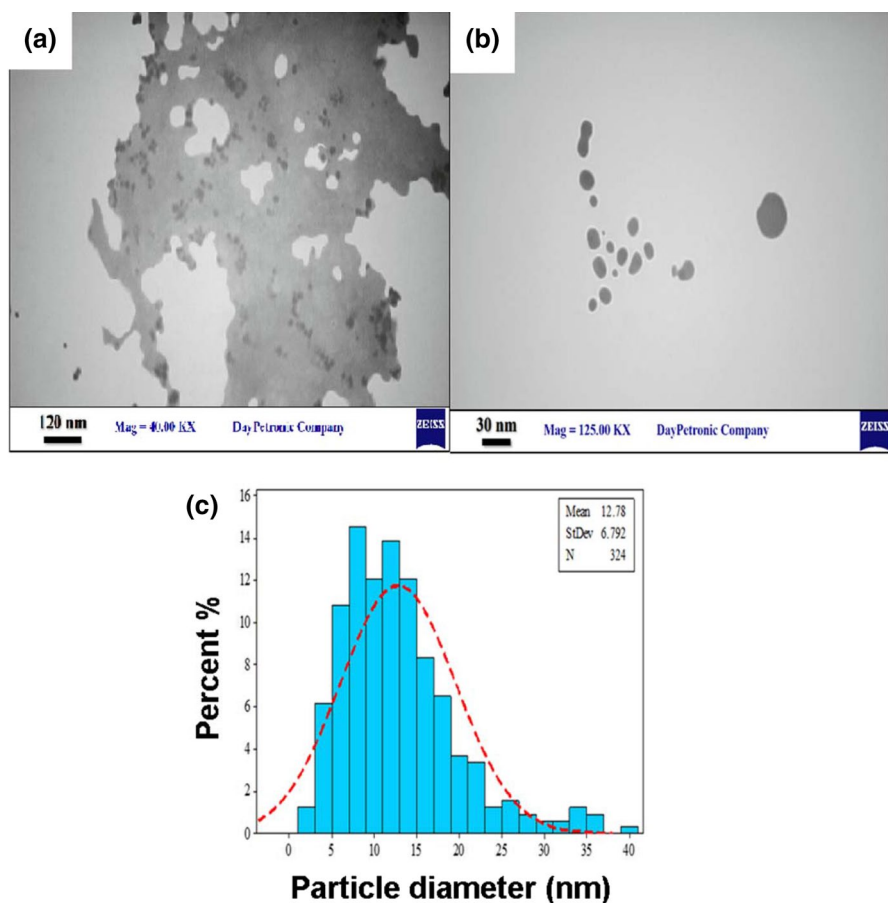 (a)
120 nm
Mag = 40.00 KX
DayPetronic Company
ZEISS
(b)
30 nm
Mag = 125.00 KX
DayPetronic Company
ZEISS
(c)
Mean 12.78
StDev 6.792
N 324
Percent %
16
14
12
10
8
6
4
2
0
0 5 10 15 20 25 30 35 40
Particle diameter (nm)